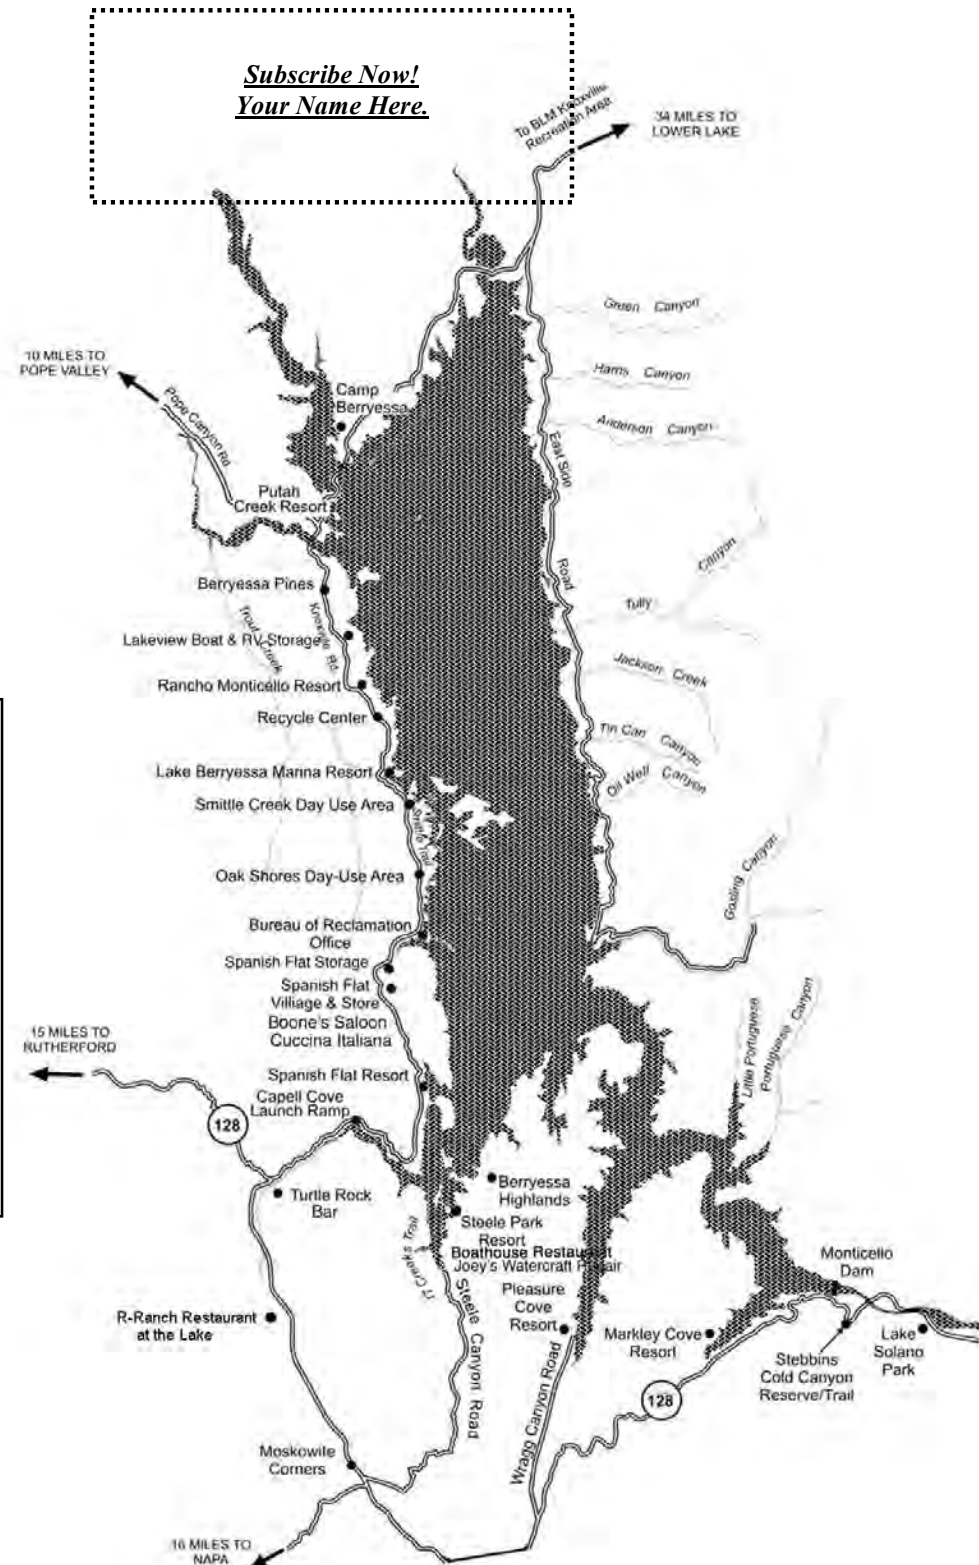 Subscribe Now!
Your Name Here.
To BLM Knoxville
Recreation Area
34 MILES TO
LOWER LAKE
Green Canyon
10 MILES TO
POPE VALLEY
Harris Canyon
Camp
Berryessa
Pope Canyon Rd
Anderson Canyon
East Side
Road
Putah
Creek Resort
Canyon
Tully
Berryessa Pines
Knoxville Rd
Trout Creek
Lakeview Boat & RV Storage
Jackson Creek
Rancho Monticello Resort
Recycle Center
Tin Can Canyou
Oil Well Canyon
Lake Berryessa Marina Resort
Smittle Creek Day Use Area
Smittle Trail
Oak Shores Day-Use Area
Gosling Canyon
Bureau of Reclamation
Office
Spanish Flat Storage
Spanish Flat
Villiage & Store
Boone's Saloon
Cuccina Italiana
Little Portuguese
Portuguese Canyon
15 MILES TO
RUTHERFORD
Spanish Flat Resort
Capell Cove
Launch Ramp
128
Turtle Rock
Bar
Berryessa
Highlands
Steele Park
Resort
Boathouse Restaurant
Joey's Watercraft Repair
17 Creeks Trail
Steele Canyon Road
Pleasure
Cove
Resort
Monticello
Dam
R-Ranch Restaurant
at the Lake
Markley Cove
Resort
Stebbins
Cold Canyon
Reserve/Trail
Lake
Solano
Park
Wragg Canyon Road
128
Moskowite
Corners
16 MILES TO
NAPA